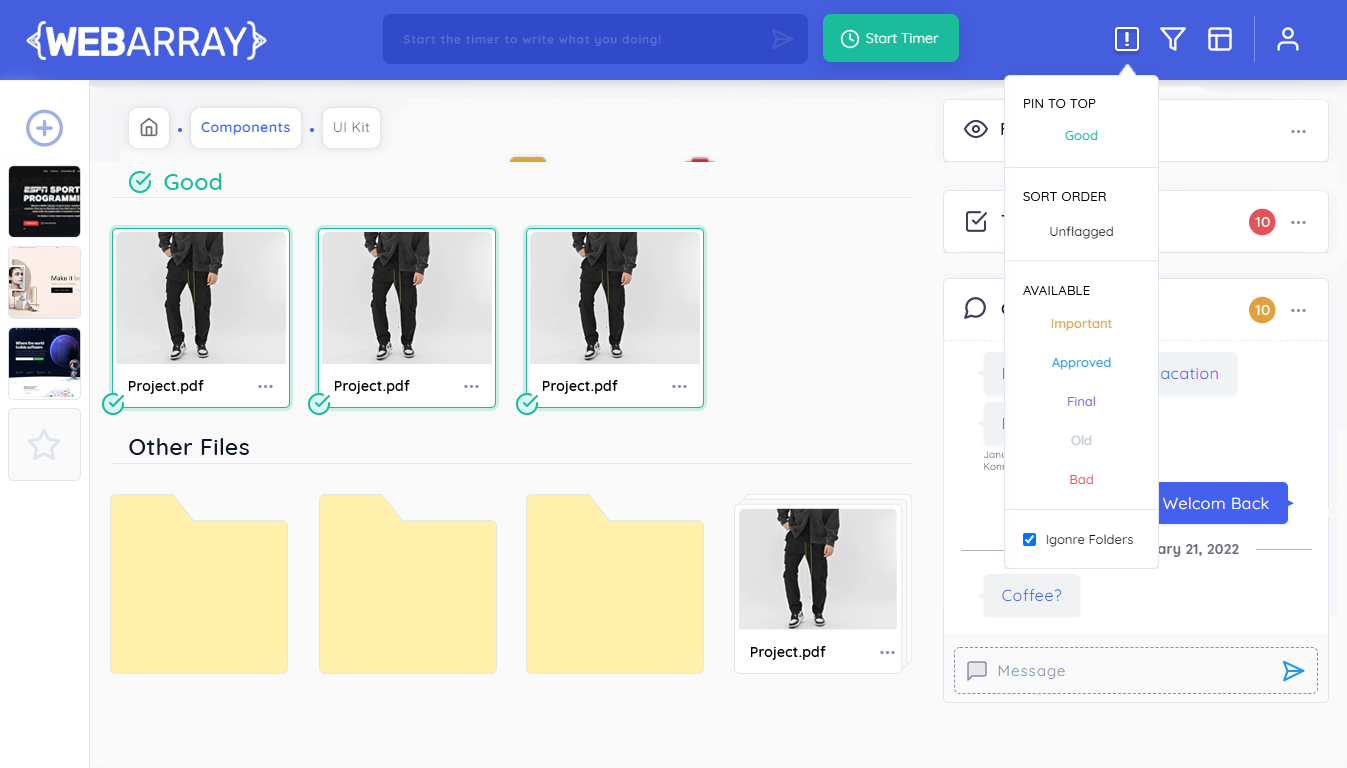 {WEBARRAY}
Start the timer to write what you doing!
Start Timer
Components
UI Kit
PIN TO TOP
Good
SORT ORDER
Unflagged
AVAILABLE
Important
Approved
Final
Old
Bad
Igonre Folders
Good
Project.pdf
Project.pdf
Project.pdf
Other Files
Project.pdf
10
10
acation
Welcom Back
ary 21, 2022
Coffee?
Message
ESPN SPORT
PROGRAMMI
Make it b
Where the world
builds software